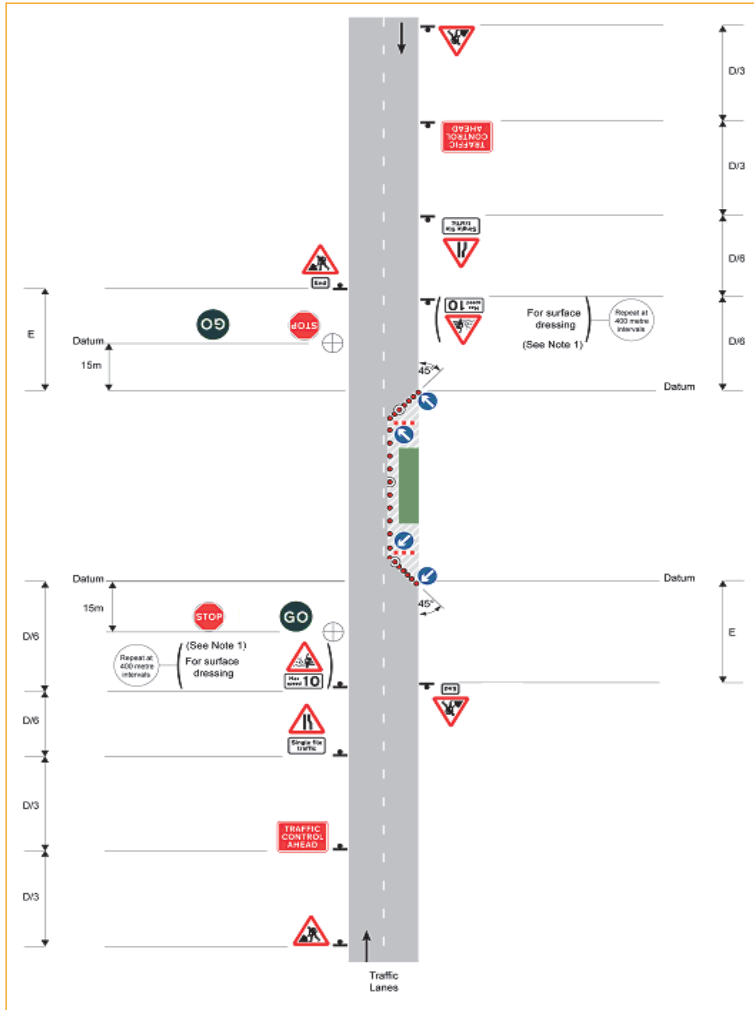 D/3
TRAFFIC
CONTROL
AHEAD
D/3
Single file
traffic
D/6
End
Max
speed 10
For surface
dressing
(See Note 1)
Repeat at
400 metre
intervals
D/6
E
GO
STOP
Datum
15m
45°
Datum
Datum
15m
Datum
45°
STOP
GO
D/6
E
(See Note 1)
For surface
dressing
Repeat at
400 metre
intervals
Max
speed 10
End
D/6
Single file
traffic
D/3
TRAFFIC
CONTROL
AHEAD
D/3
Traffic
Lanes